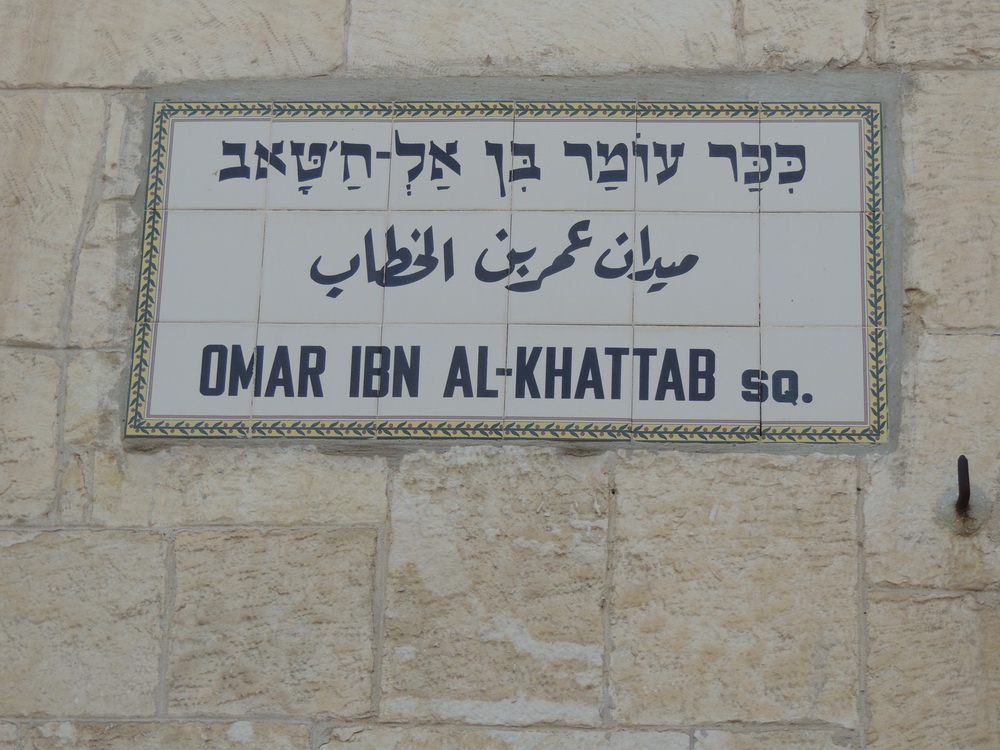 כִּכַּר עוֹמַר בִּן אַלְ-חַ'טָּאב
ميدان عمر بن الخطاب
OMAR IBN AL-KHATTAB SQ.